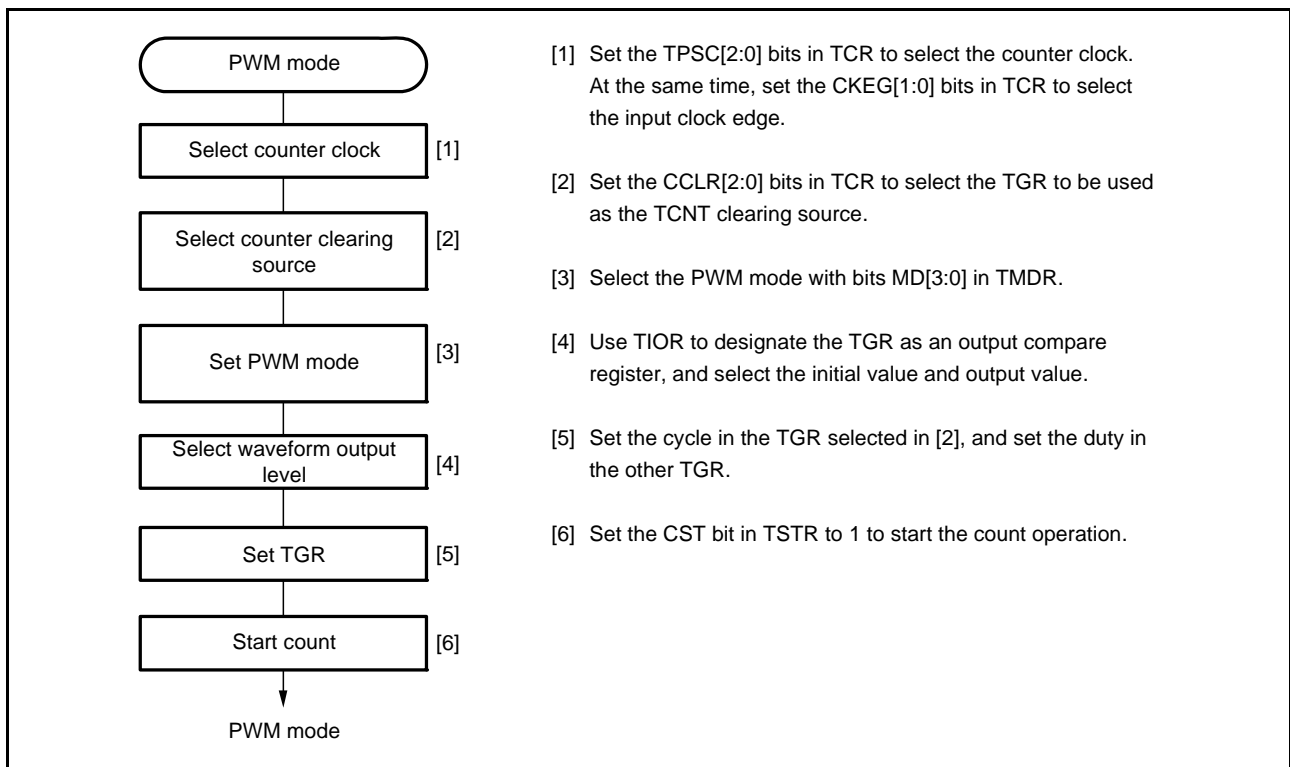 PWM mode
Select counter clock
[1]
Select counter clearing
source
[2]
Set PWM mode
[3]
Select waveform output
level
[4]
Set TGR
[5]
Start count
[6]
PWM mode
[1] Set the TPSC[2:0] bits in TCR to select the counter clock.
At the same time, set the CKEG[1:0] bits in TCR to select
the input clock edge.
[2] Set the CCLR[2:0] bits in TCR to select the TGR to be used
as the TCNT clearing source.
[3] Select the PWM mode with bits MD[3:0] in TMDR.
[4] Use TIOR to designate the TGR as an output compare
register, and select the initial value and output value.
[5] Set the cycle in the TGR selected in [2], and set the duty in
the other TGR.
[6] Set the CST bit in TSTR to 1 to start the count operation.